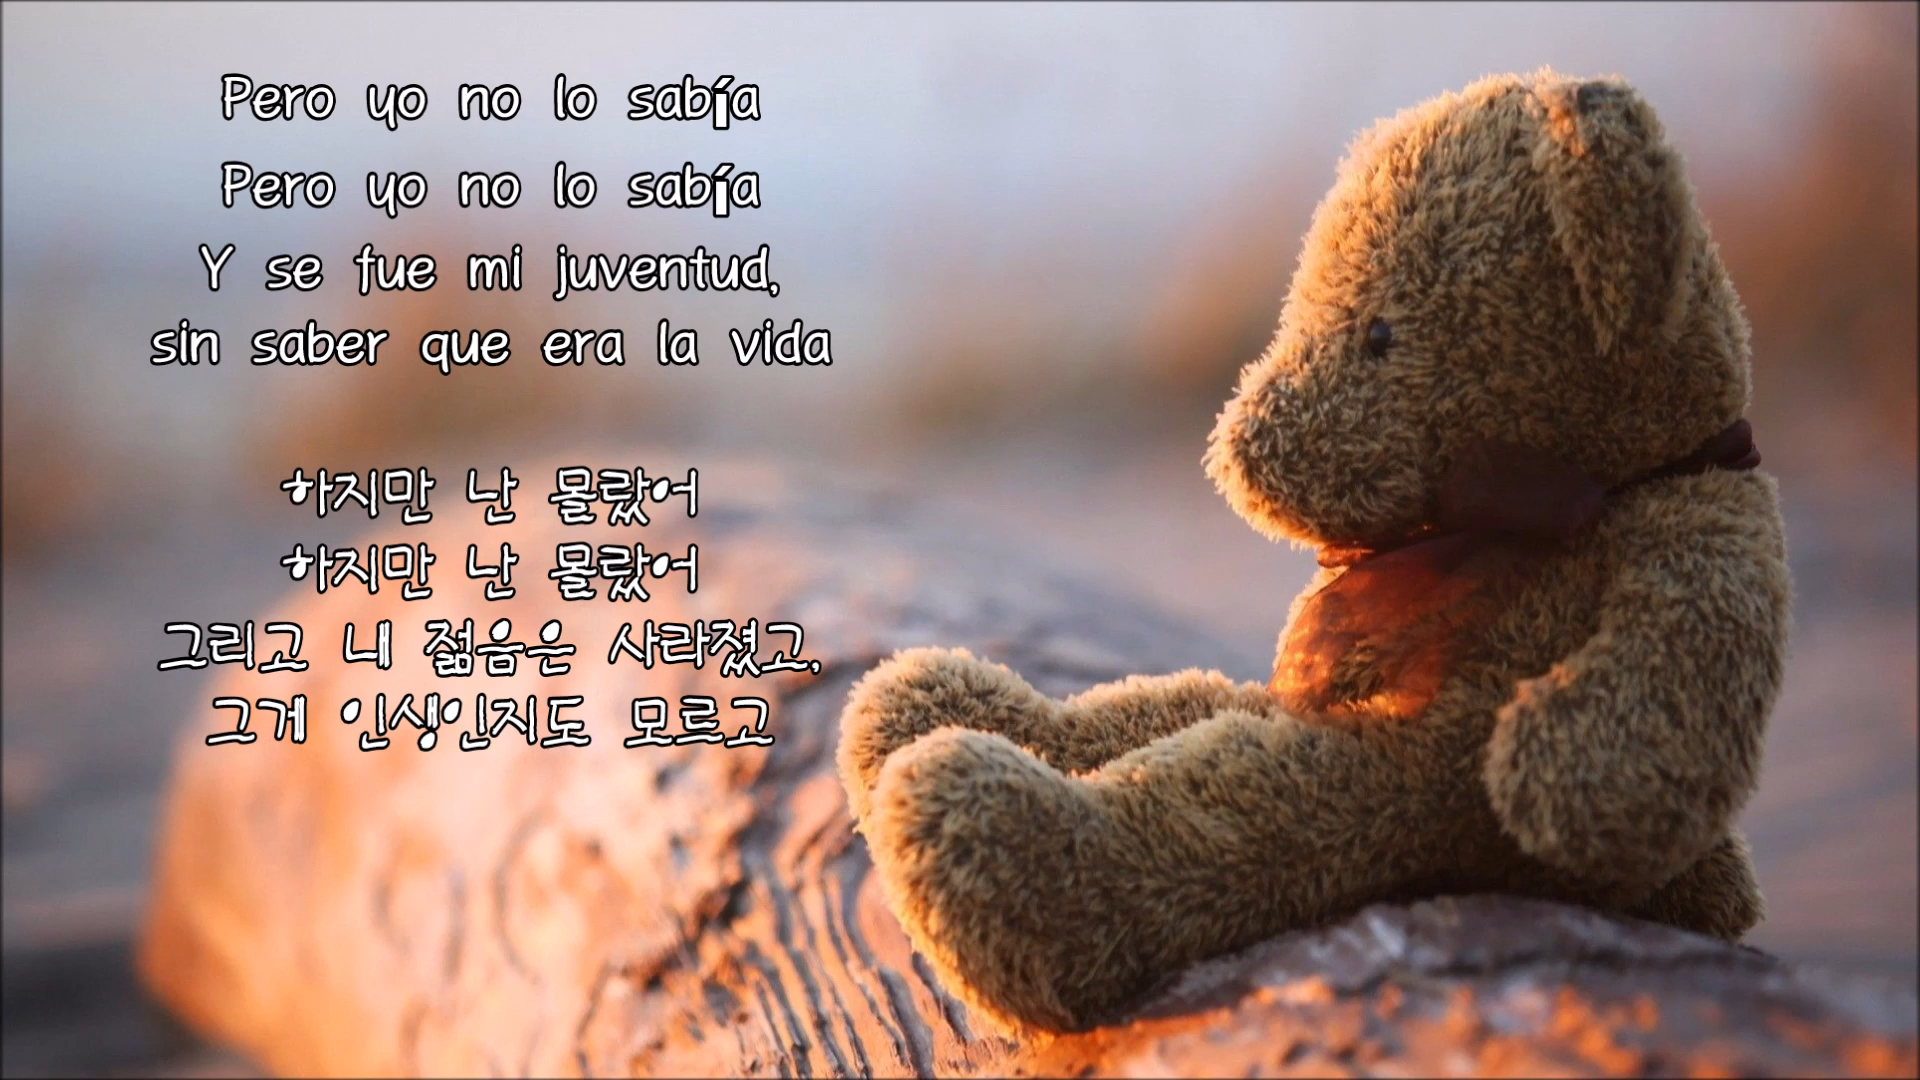 Pero yo no lo sabía
Pero yo no lo sabía
Y se fue mi juventud,
sin saber que era la vida
하지만 난 몰랐어
하지만 난 몰랐어
그리고 내 젊음은 사라졌고,
그게 인생인지도 모르고